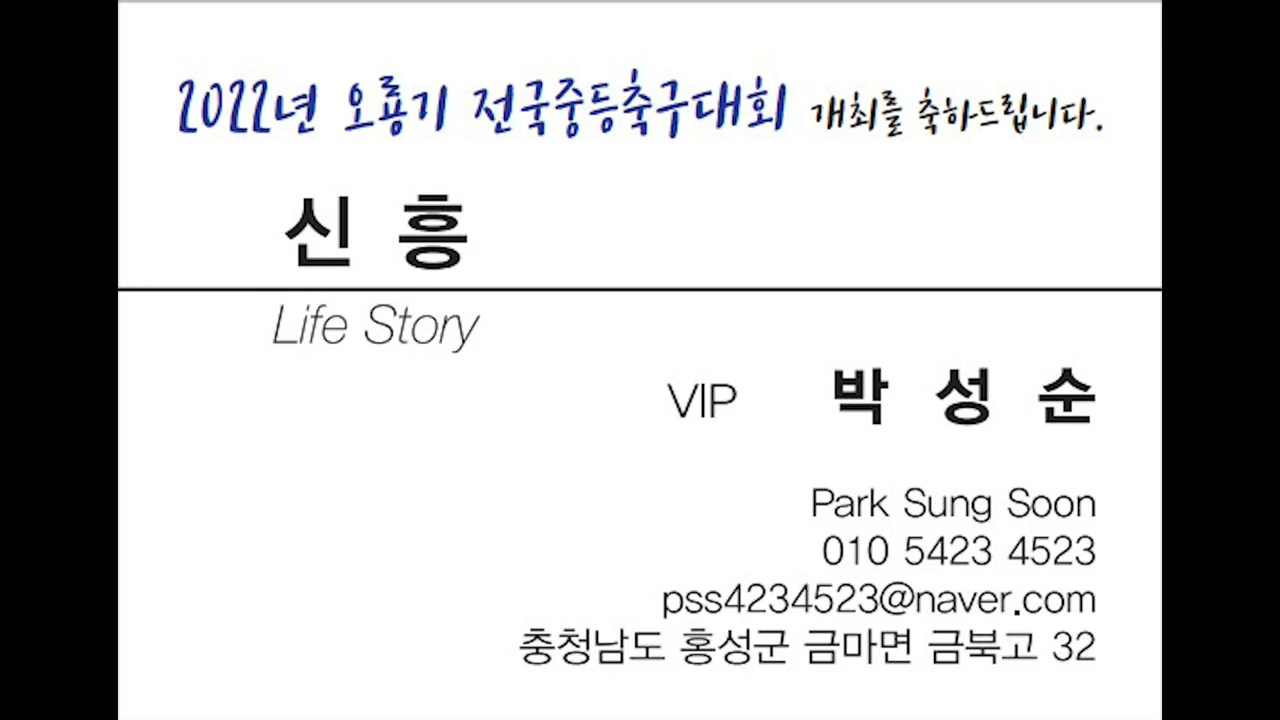 2022년 오룡기 전국중등축구대회 개최를 축하드립니다.
신 흥
Life Story
VIP 박 성 순
Park Sung Soon
010 5423 4523
pss4234523@naver.com
충청남도 홍성군 금마면 금북고 32